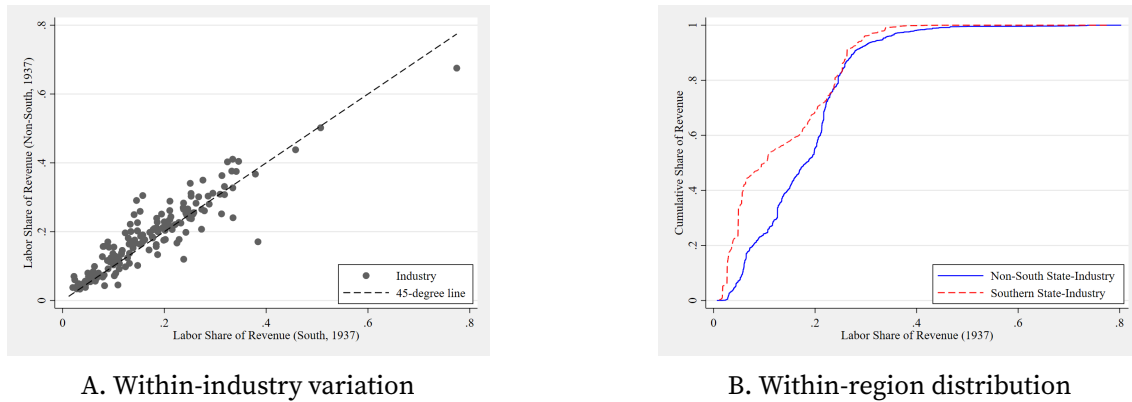 Labor Share of Revenue (Non-South, 1937)
.8
.6
.4
.2
0
Industry
45-degree line
0 .2 .4 .6 .8
Labor Share of Revenue (South, 1937)
A. Within-industry variation
Cumulative Share of Revenue
1
.8
.6
.4
.2
0
Non-South State-Industry
Southern State-Industry
0 .2 .4 .6 .8
Labor Share of Revenue (1937)
B. Within-region distribution